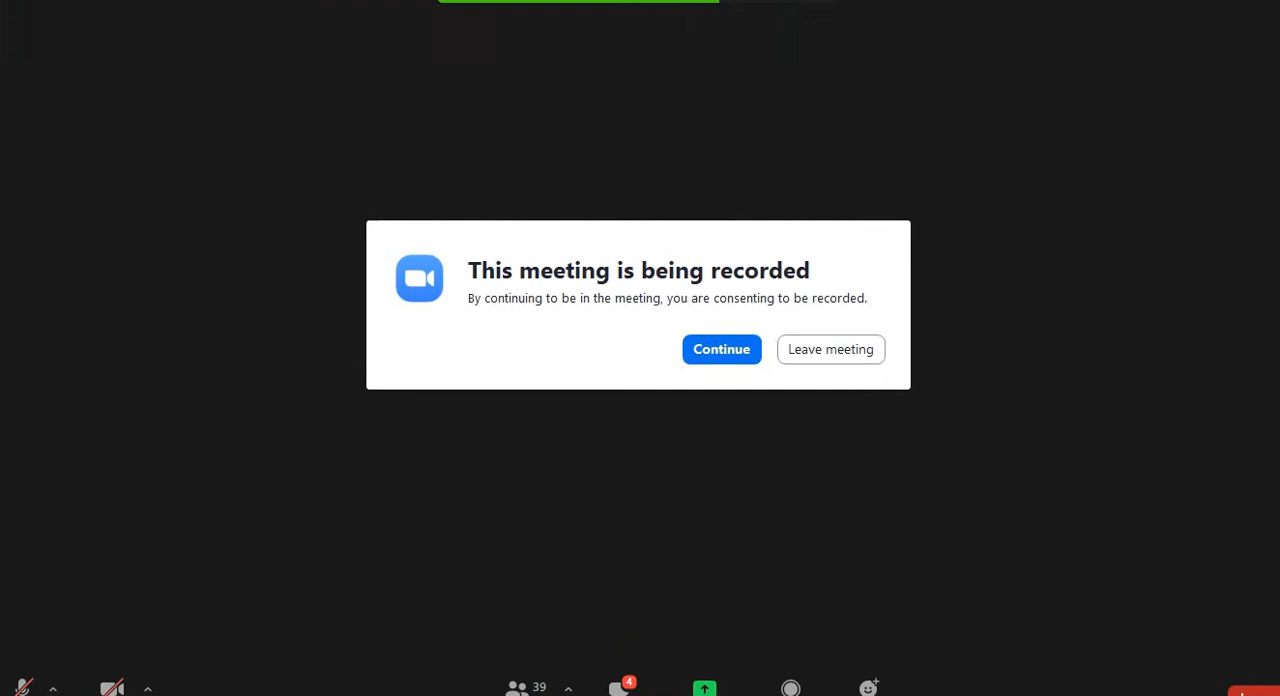 This meeting is being recorded
By continuing to be in the meeting, you are consenting to be recorded.
Continue
Leave meeting
39
4